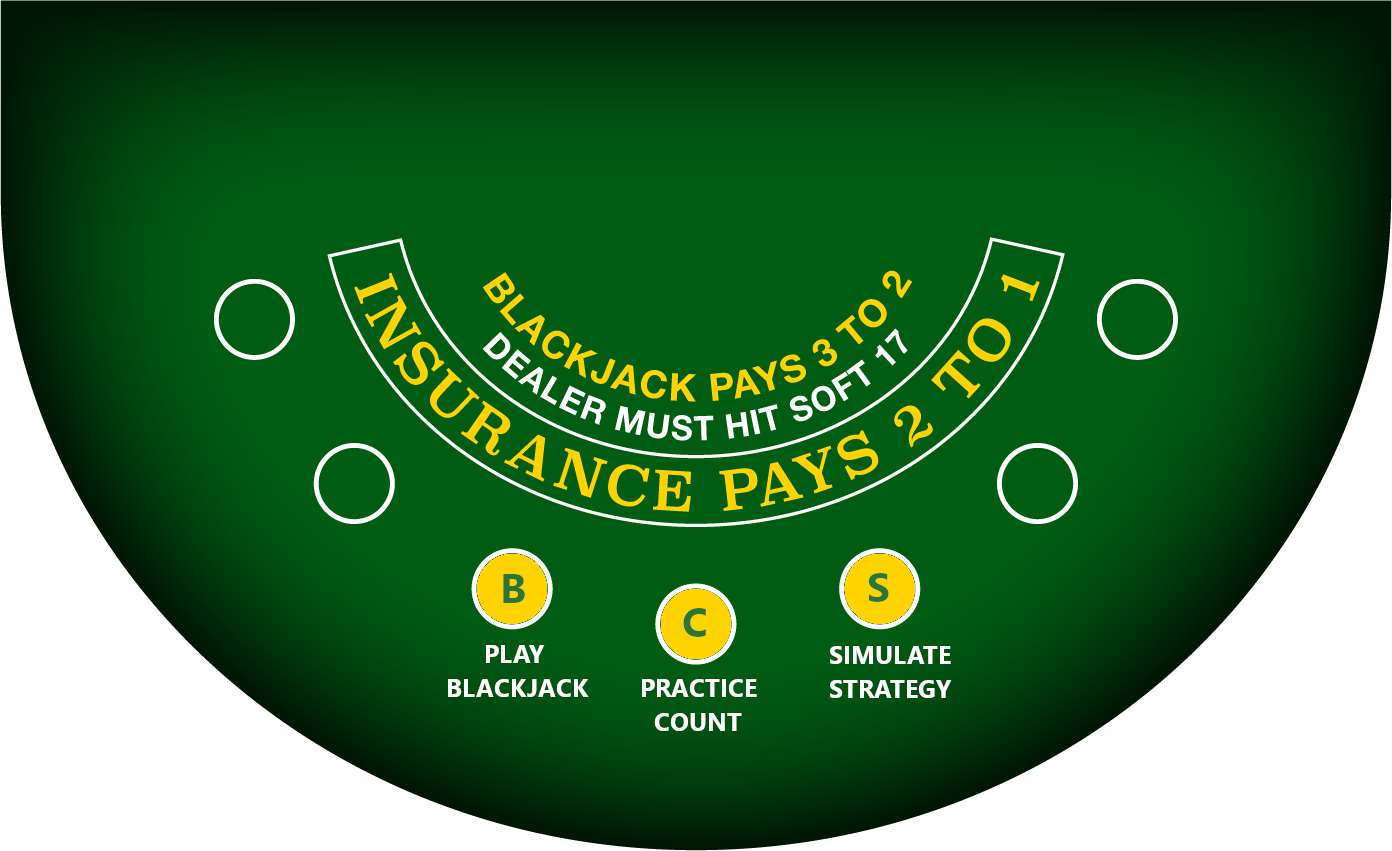 BLACKJACK PAYS 3 TO 2
DEALER MUST HIT SOFT 17
INSURANCE PAYS 2 TO 1
B
PLAY
BLACKJACK
C
PRACTICE
COUNT
S
SIMULATE
STRATEGY